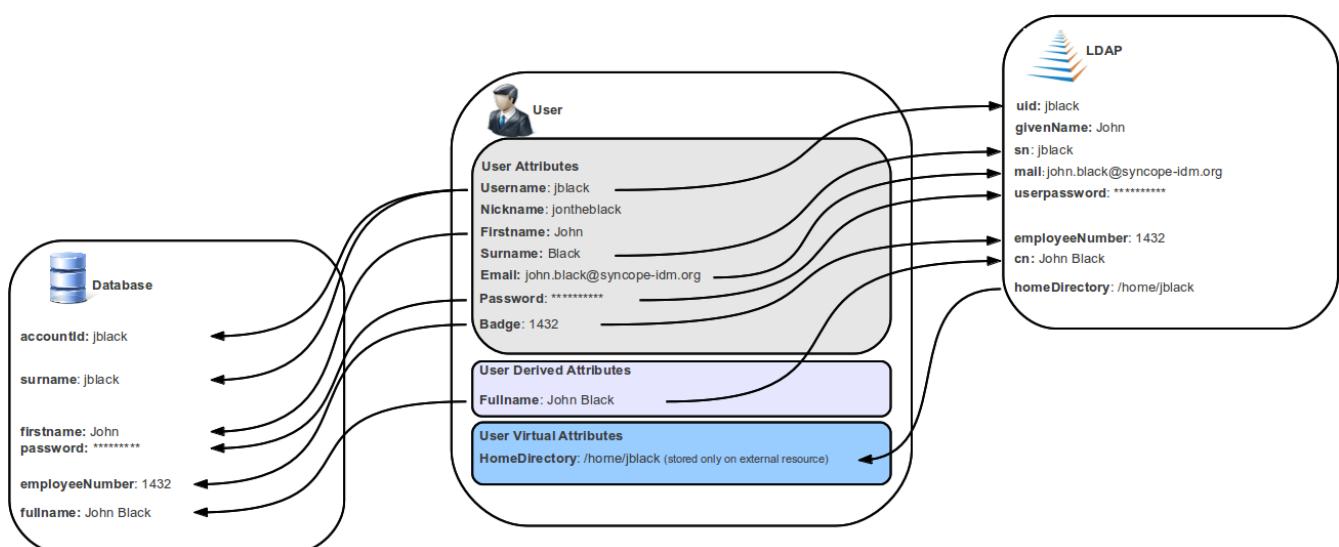 Database
accountId: jblack
surname: jblack
firstname: John
password: *********
employeeNumber: 1432
fullname: John Black
User
User Attributes
Username: jblack
Nickname: jontheblack
Firstname: John
Surname: Black
Email: john.black@syncope-idm.org
Password: **********
Badge: 1432
User Derived Attributes
Fullname: John Black
User Virtual Attributes
HomeDirectory: /home/jblack (stored only on external resource)
LDAP
uid: jblack
givenName: John
sn: jblack
mail:john.black@syncope-idm.org
userpassword: **********
employeeNumber: 1432
cn: John Black
homeDirectory: /home/jblack